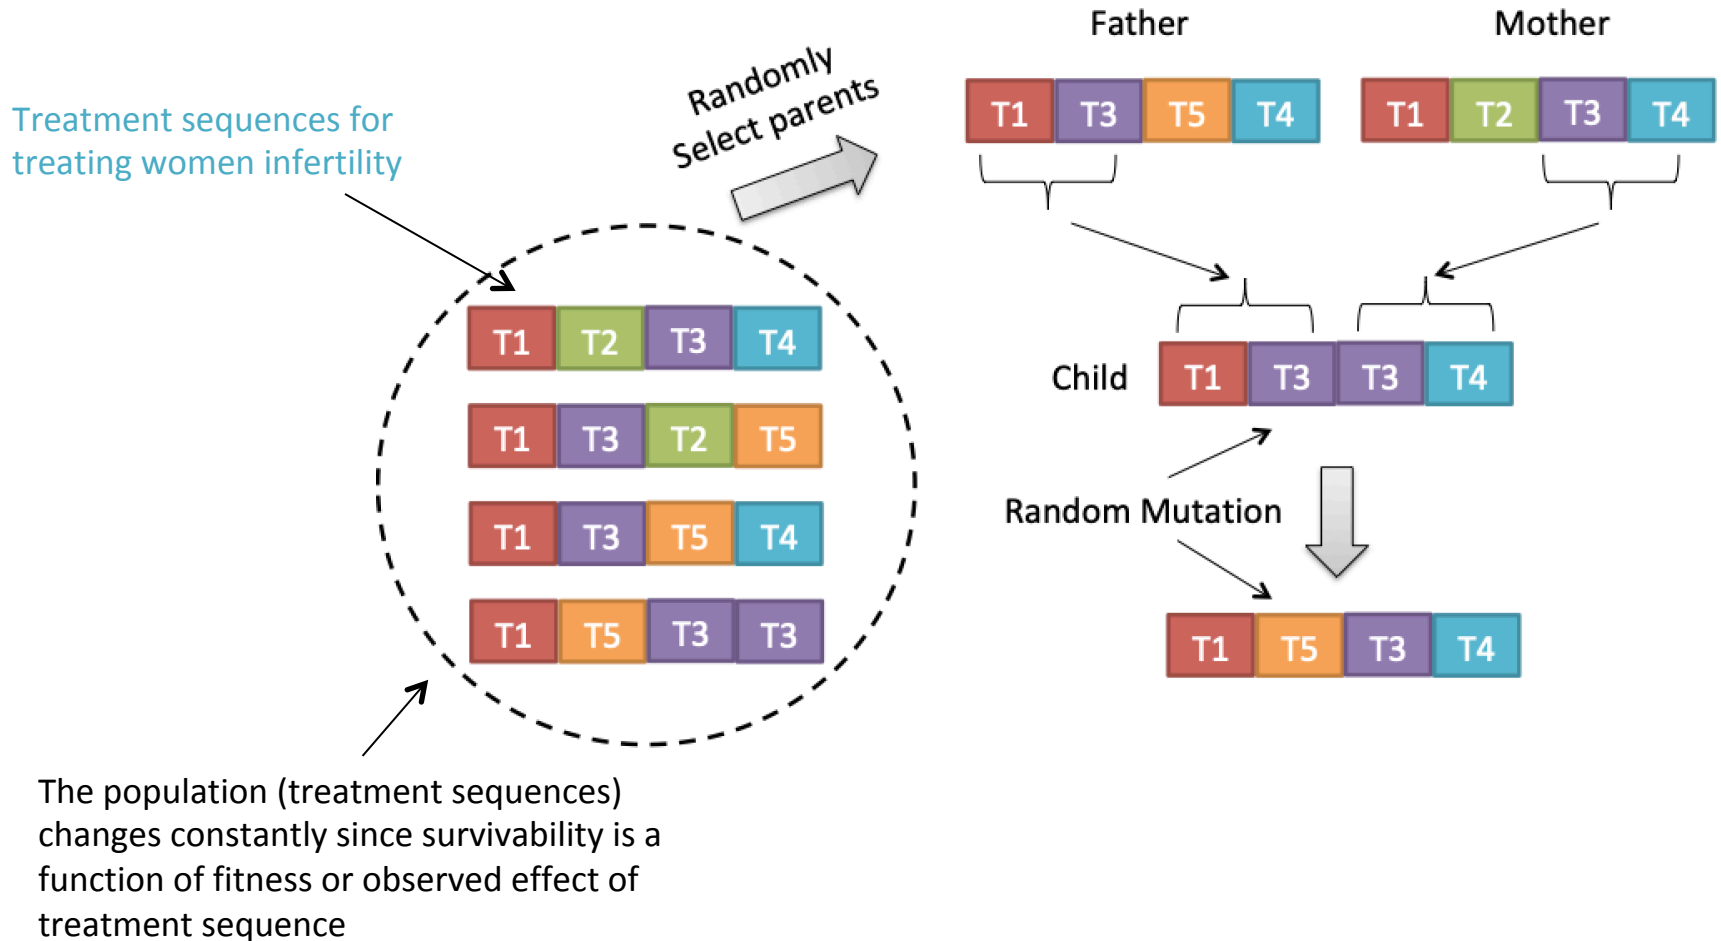 Treatment sequences for
treating women infertility
Randomly
Select parents
Father
Mother
T1 T3 T5 T4
T1 T2 T3 T4
T1 T2 T3 T4
T1 T3 T2 T5
T1 T3 T5 T4
T1 T5 T3 T3
Child
T1 T3 T3 T4
Random Mutation
T1 T5 T3 T4
The population (treatment sequences)
changes constantly since survivability is a
function of fitness or observed effect of
treatment sequence